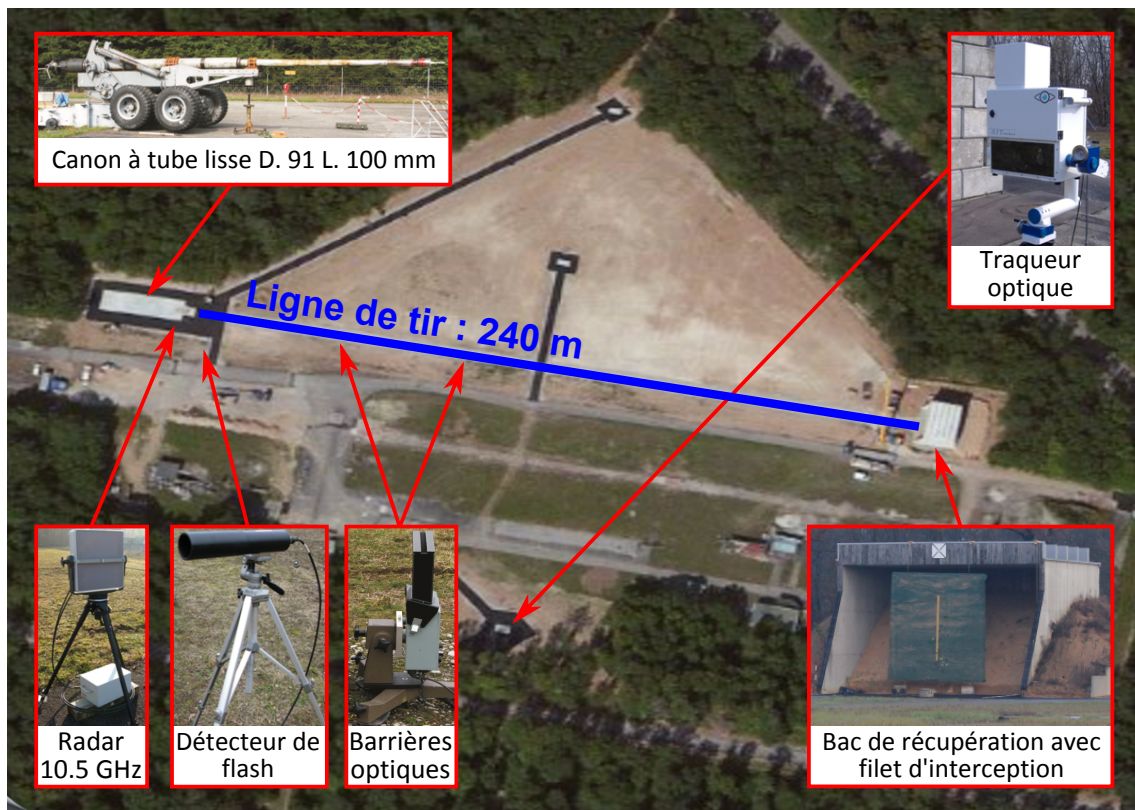 Canon à tube lisse D. 91 L. 100 mm
Traqueur
optique
Ligne de tir : 240 m
Radar
10.5 GHz
Détecteur de
flash
Barrières
optiques
Bac de récupération avec
filet d'interception